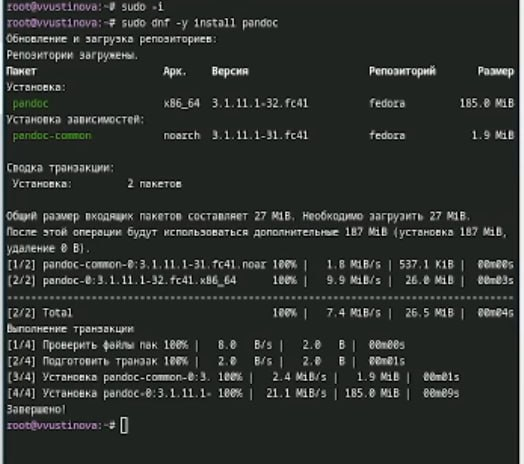 root@vvustinova:~# sudo -i
root@vvustinova:~# sudo dnf -y install pandoc
Обновление и загрузка репозиториев:
Репозитории загружены.
Пакет Арх. Версия Репозиторий Размер
Установка:
pandoc x86_64 3.1.11.1-32.fc41 fedora 185.0 MiB
Установка зависимостей:
pandoc-common noarch 3.1.11.1-31.fc41 fedora 1.9 MiB
Сводка транзакции:
Установка: 2 пакетов
Общий размер входящих пакетов составляет 27 MiB. Необходимо загрузить 27 MiB.
После этой операции будут использоваться дополнительные 187 MiB (установка 187 MiB,
удаление 0 B).
[1/2] pandoc-common-0:3.1.11.1-31.fc41.noar 100% | 1.8 MiB/s | 537.1 KiB | 00m00s
[2/2] pandoc-0:3.1.11.1-32.fc41.x86_64 100% | 9.9 MiB/s | 26.0 MiB | 00m03s
--------------------------------------------------------------------------------
[2/2] Total 100% | 7.4 MiB/s | 26.5 MiB | 00m04s
Выполнение транзакции
[1/4] Проверить файлы пак 100% | 8.0 B/s | 2.0 B | 00m00s
[2/4] Подготовить транзак 100% | 2.0 B/s | 2.0 B | 00m01s
[3/4] Установка pandoc-common-0:3. 100% | 2.4 MiB/s | 1.9 MiB | 00m01s
[4/4] Установка pandoc-0:3.1.11.1- 100% | 21.1 MiB/s | 185.0 MiB | 00m09s
Завершено!
root@vvustinova:~#